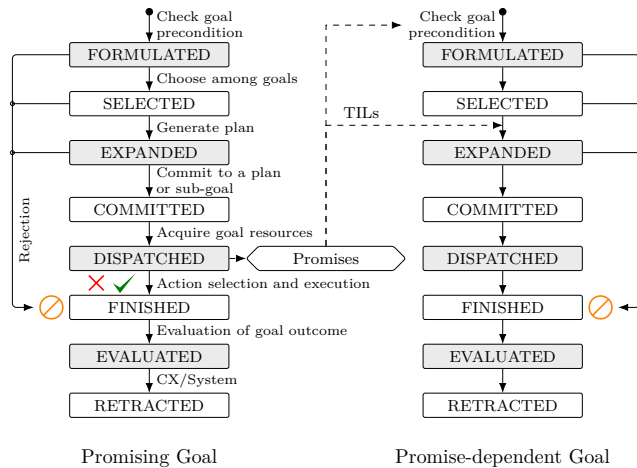 Check goal
precondition
FORMULATED
Choose among goals
SELECTED
Generate plan
EXPANDED
Commit to a plan
or sub-goal
COMMITTED
Acquire goal resources
DISPATCHED
Action selection and execution
FINISHED
Evaluation of goal outcome
EVALUATED
CX/System
RETRACTED
Rejection
Promising Goal
Promises
TILs
Check goal
precondition
FORMULATED
SELECTED
EXPANDED
COMMITTED
DISPATCHED
FINISHED
EVALUATED
RETRACTED
Promise-dependent Goal